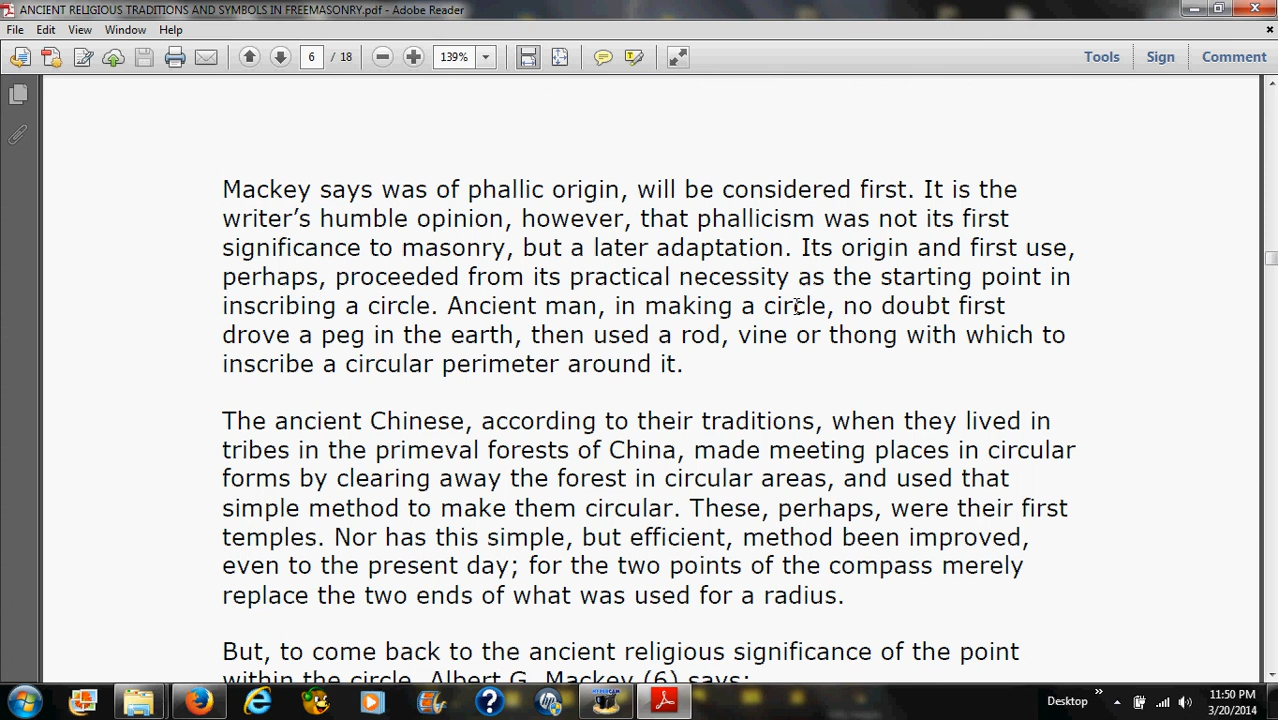 ANCIENT RELIGIOUS TRADITIONS AND SYMBOLS IN FREEMASONRY.pdf - Adobe Reader
File Edit View Window Help
6 / 18 139% Tools Sign Comment
Mackey says was of phallic origin, will be considered first. It is the
writer’s humble opinion, however, that phallicism was not its first
significance to masonry, but a later adaptation. Its origin and first use,
perhaps, proceeded from its practical necessity as the starting point in
inscribing a circle. Ancient man, in making a circle, no doubt first
drove a peg in the earth, then used a rod, vine or thong with which to
inscribe a circular perimeter around it.
The ancient Chinese, according to their traditions, when they lived in
tribes in the primeval forests of China, made meeting places in circular
forms by clearing away the forest in circular areas, and used that
simple method to make them circular. These, perhaps, were their first
temples. Nor has this simple, but efficient, method been improved,
even to the present day; for the two points of the compass merely
replace the two ends of what was used for a radius.
But, to come back to the ancient religious significance of the point
within the circle, Albert G. Mackey (6) says:
Desktop
11:50 PM
3/20/2014